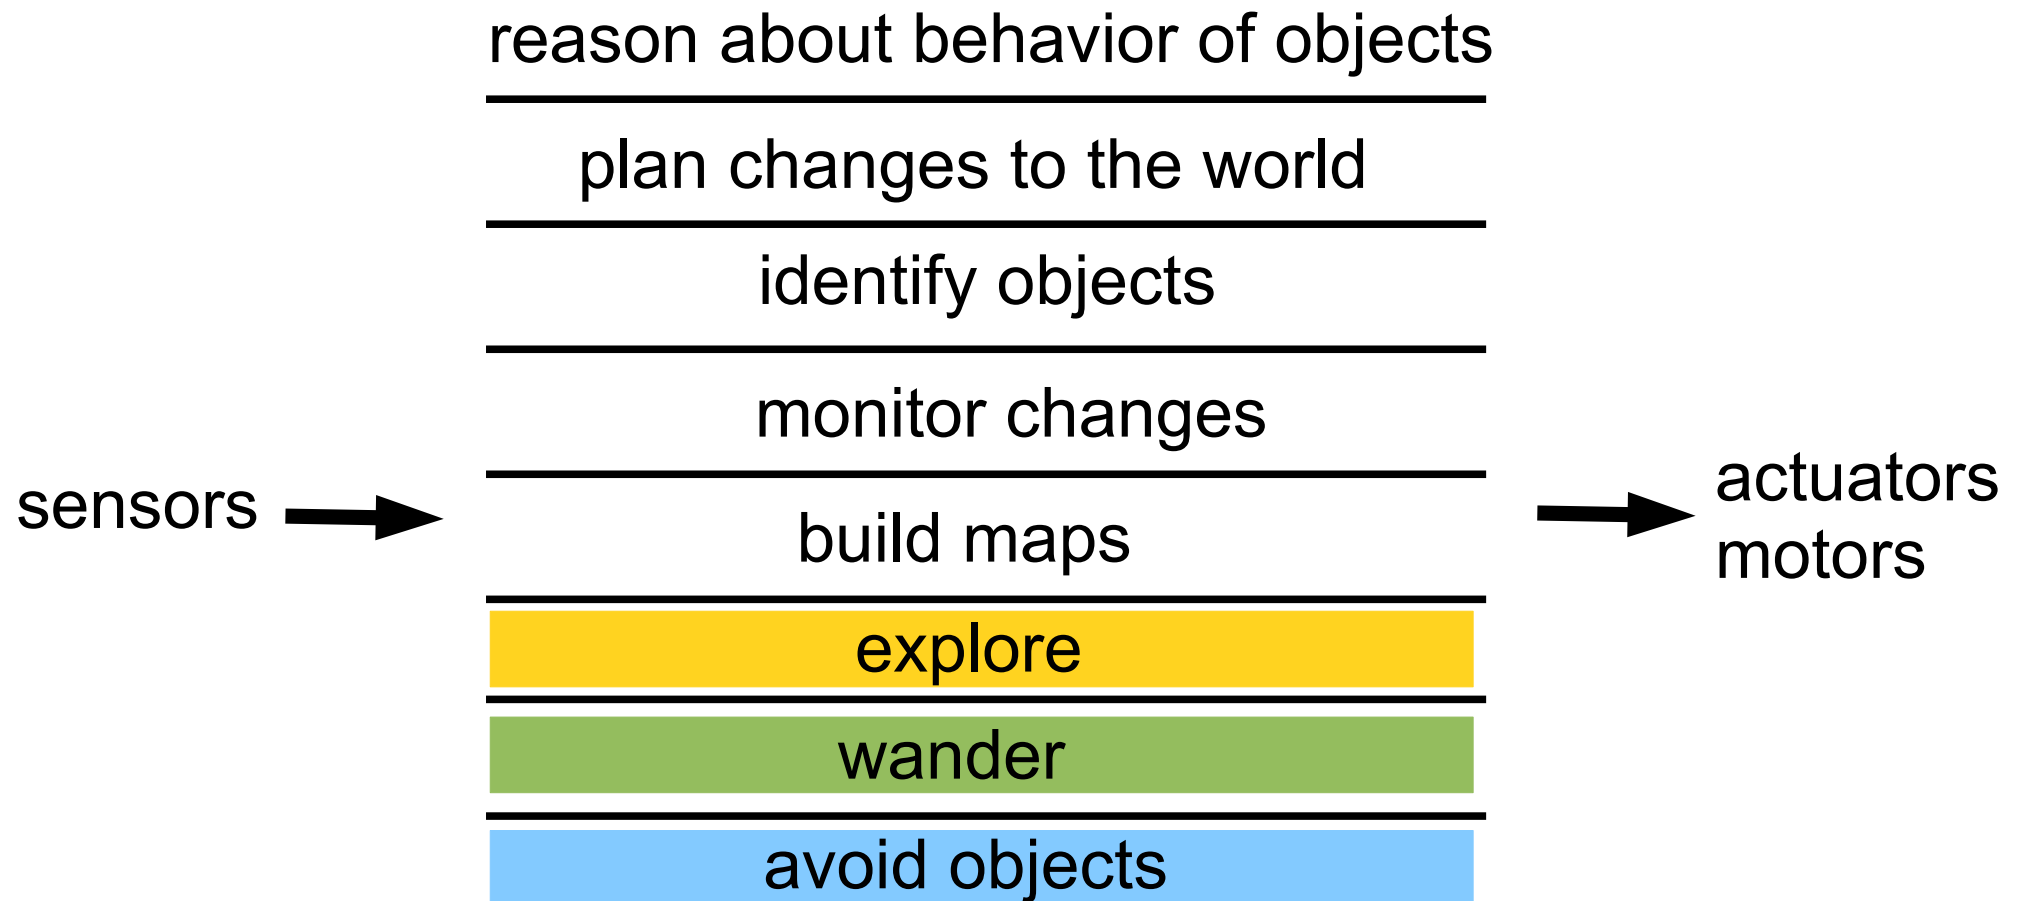 reason about behavior of objects
plan changes to the world
identify objects
monitor changes
sensors
build maps
actuators
motors
explore
wander
avoid objects